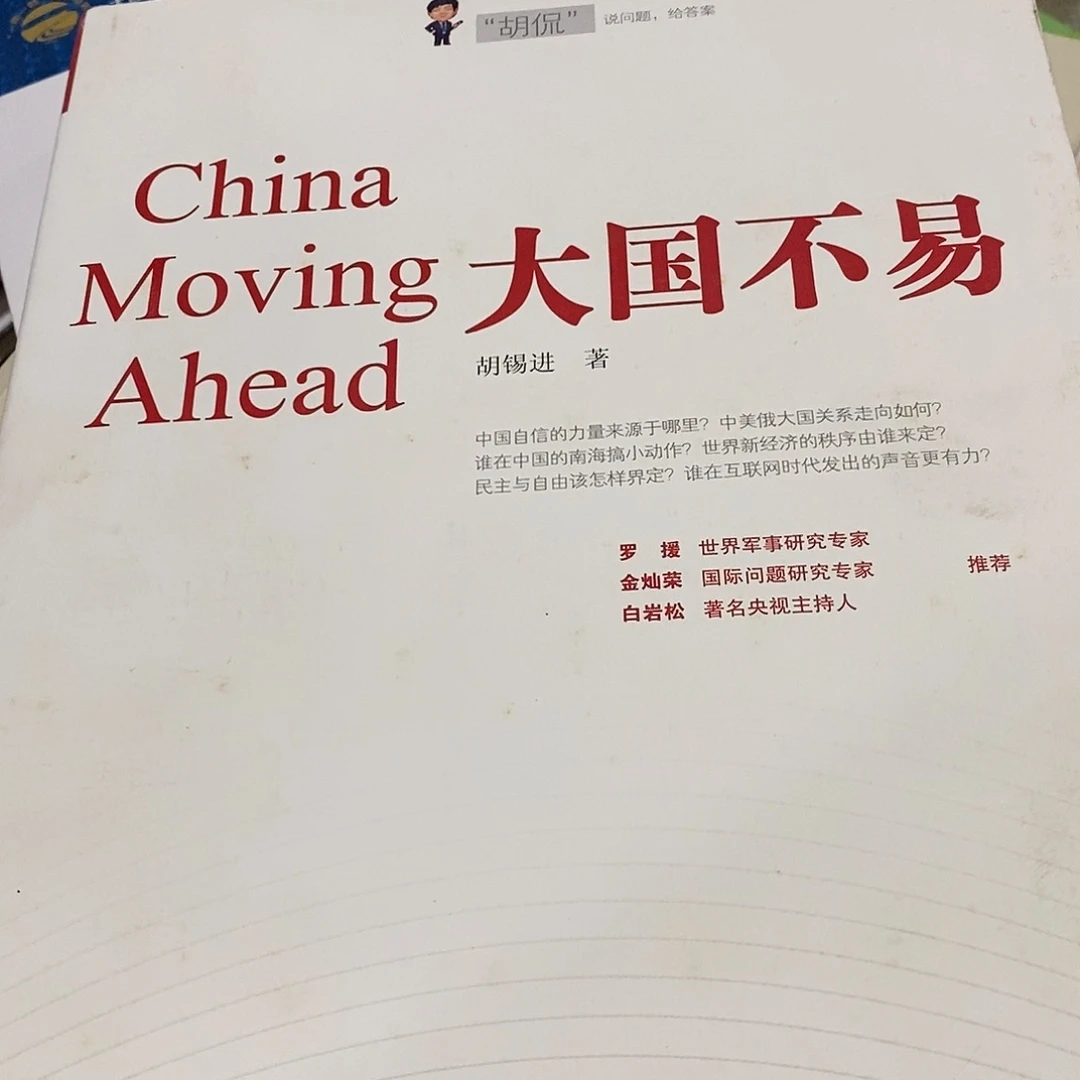 “胡侃” 说问题，给答案
China
Moving
Ahead
大国不易
胡锡进 著
中国自信的力量来源于哪里？中美俄大国关系走向如何？
谁在中国的南海搞小动作？世界新经济的秩序由谁来定？
民主与自由该怎样界定？谁在互联网时代发出的声音更有力？
罗 援 世界军事研究专家
金灿荣 国际问题研究专家 推荐
白岩松 著名央视主持人